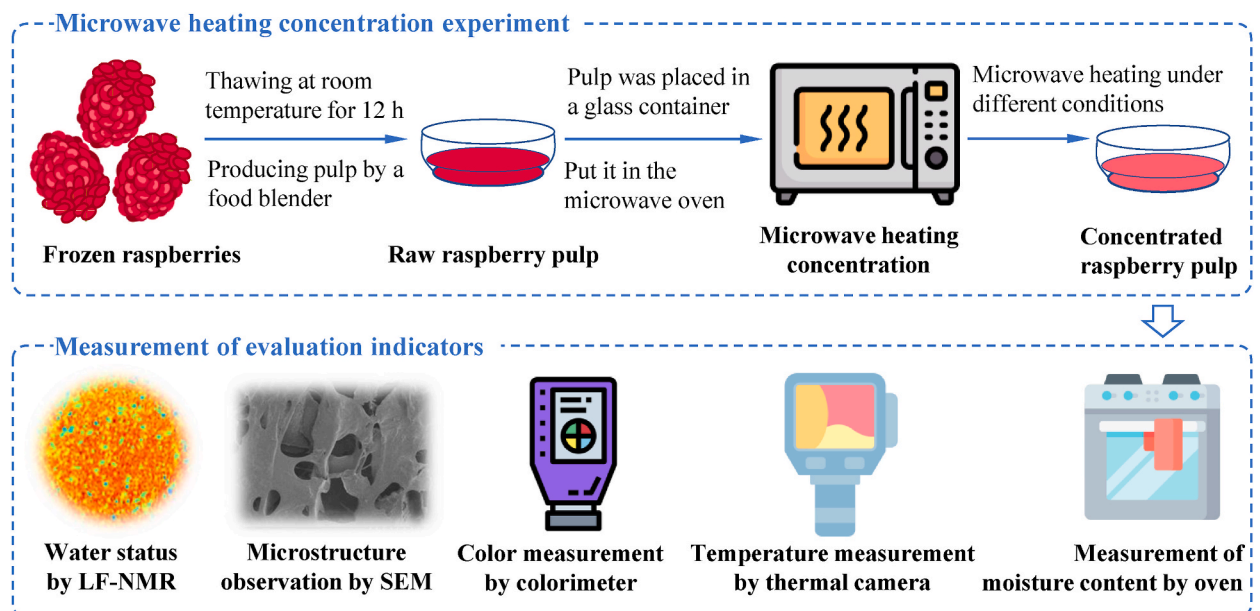 Microwave heating concentration experiment
Thawing at room
temperature for 12 h
Producing pulp by a
food blender
Pulp was placed in
a glass container
Put it in the
microwave oven
Microwave heating under
different conditions
Frozen raspberries
Raw raspberry pulp
Microwave heating
concentration
Concentrated
raspberry pulp
Measurement of evaluation indicators
Water status
by LF-NMR
Microstructure
observation by SEM
Color measurement
by colorimeter
Temperature measurement
by thermal camera
Measurement of
moisture content by oven